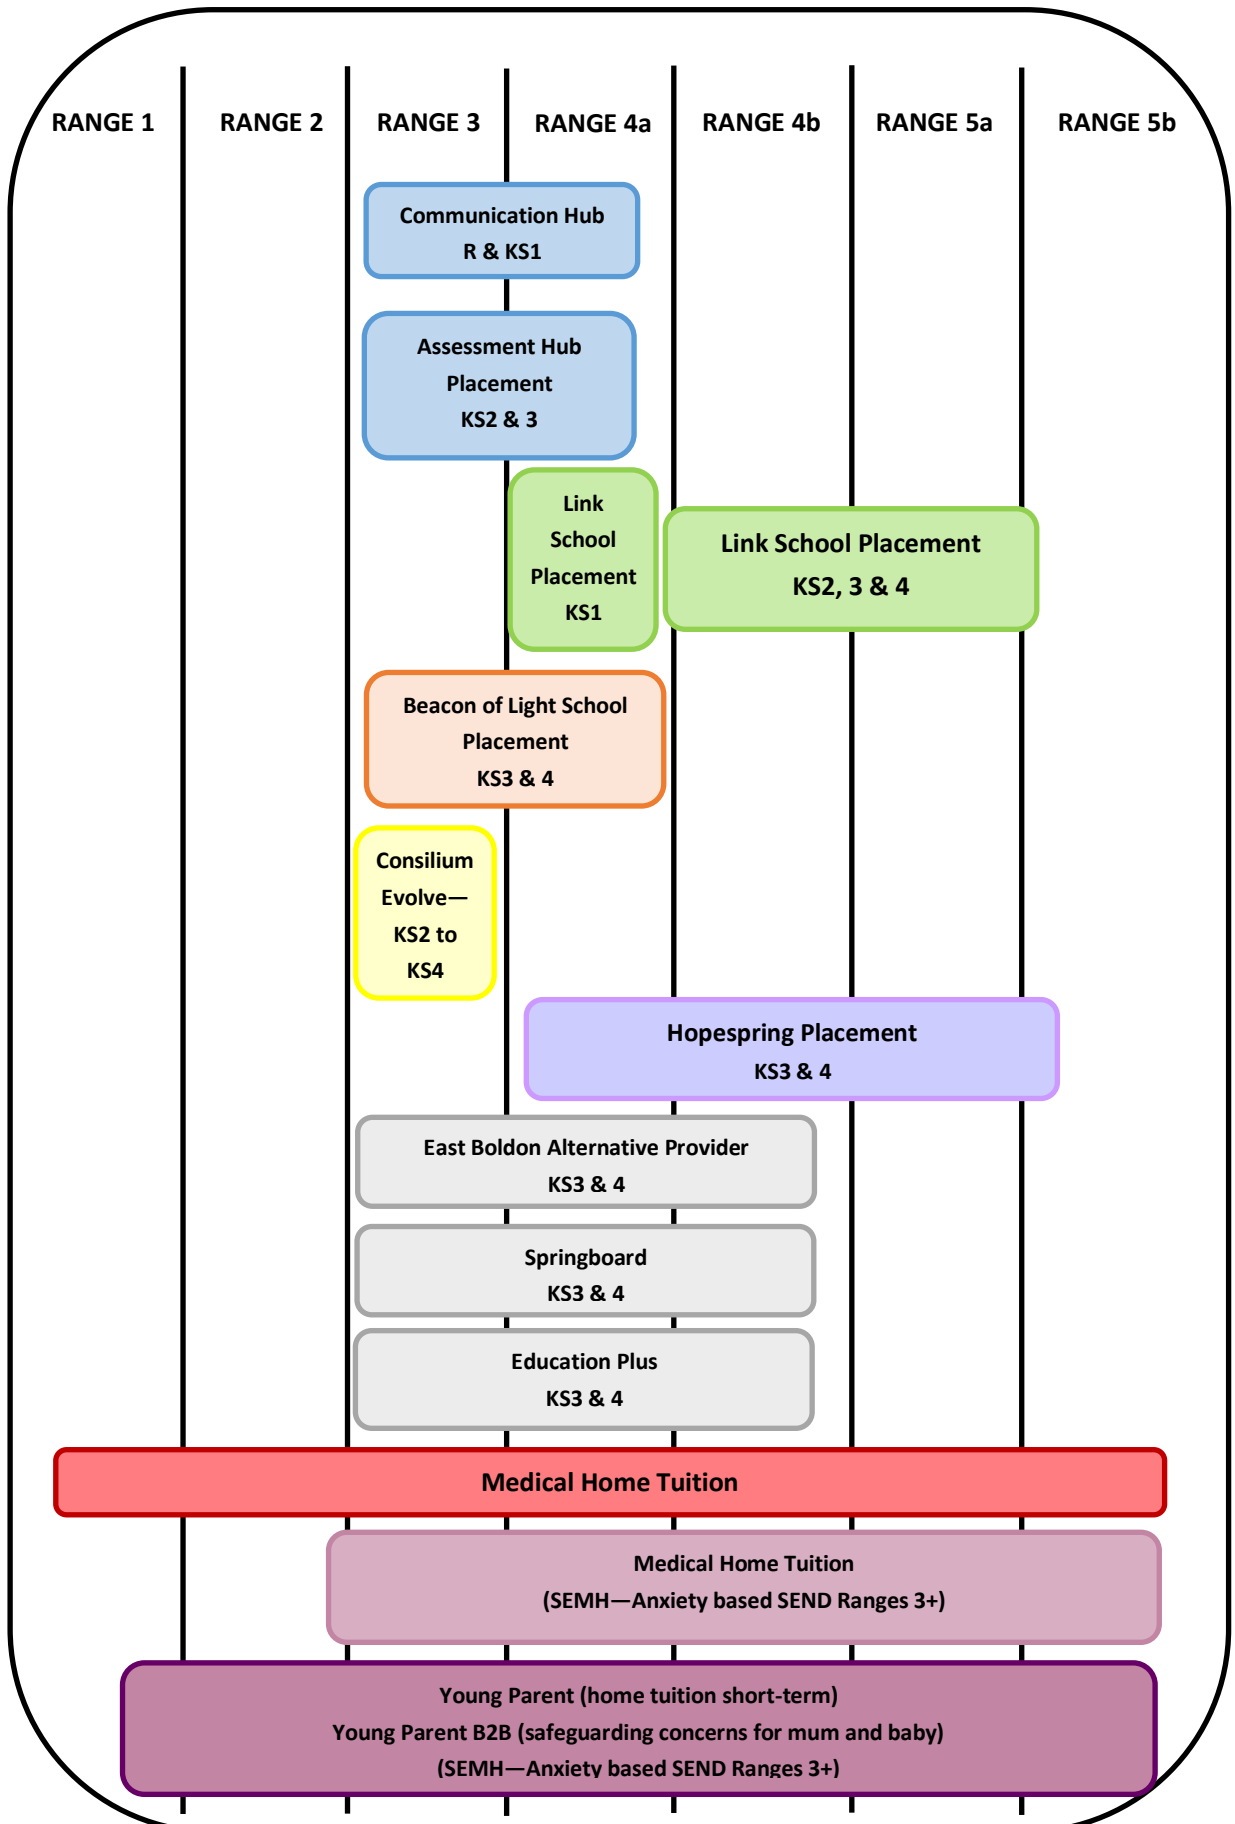 RANGE 1
RANGE 2
RANGE 3
RANGE 4a
RANGE 4b
RANGE 5a
RANGE 5b
Communication Hub
R & KS1
Assessment Hub
Placement
KS2 & 3
Link
School
Placement
KS1
Link School Placement
KS2, 3 & 4
Beacon of Light School
Placement
KS3 & 4
Consilium
Evolve—
KS2 to
KS4
Hopespring Placement
KS3 & 4
East Boldon Alternative Provider
KS3 & 4
Springboard
KS3 & 4
Education Plus
KS3 & 4
Medical Home Tuition
Medical Home Tuition
(SEMH—Anxiety based SEND Ranges 3+)
Young Parent (home tuition short-term)
Young Parent B2B (safeguarding concerns for mum and baby)
(SEMH—Anxiety based SEND Ranges 3+)